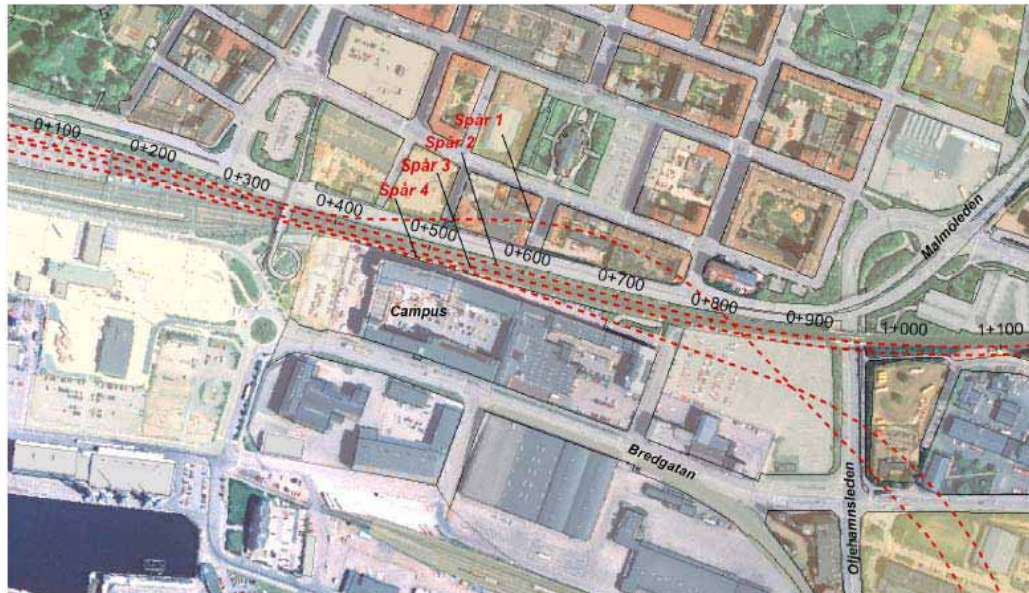 0+100
0+200
0+300
0+400
0+500
0+600
0+700
0+800
0+900
1+000
1+100
Spår 1
Spår 2
Spår 3
Spår 4
Campus
Malmöleden
Bredgatan
Oljehamnsleden